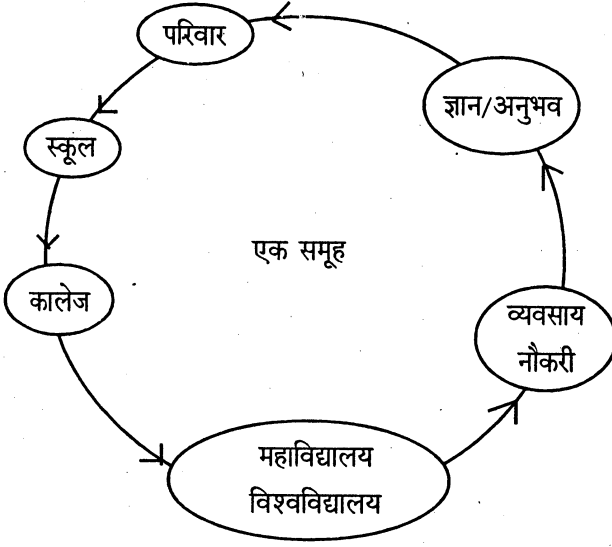 परिवार
ज्ञान/अनुभव
स्कूल
एक समूह
कालेज
व्यवसाय
नौकरी
महाविद्यालय
विश्वविद्यालय